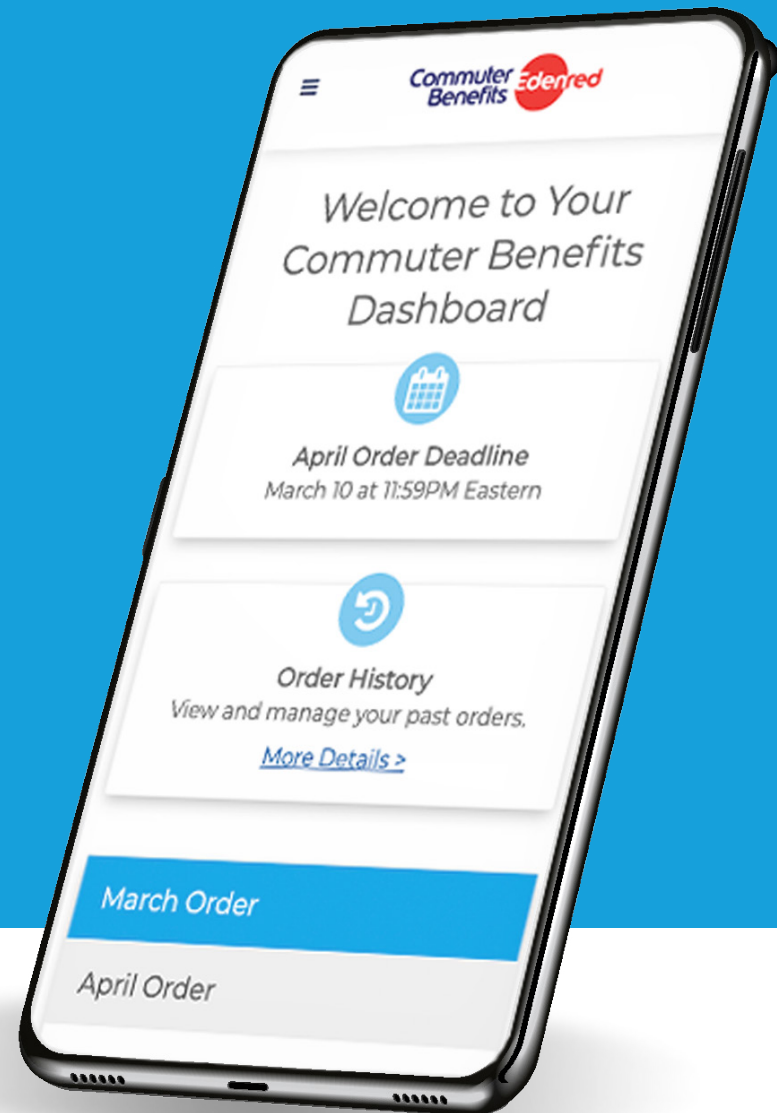 Commuter
Benefits
Edenred
Welcome to Your
Commuter Benefits
Dashboard
April Order Deadline
March 10 at 11:59PM Eastern
Order History
View and manage your past orders.
More Details >
March Order
April Order